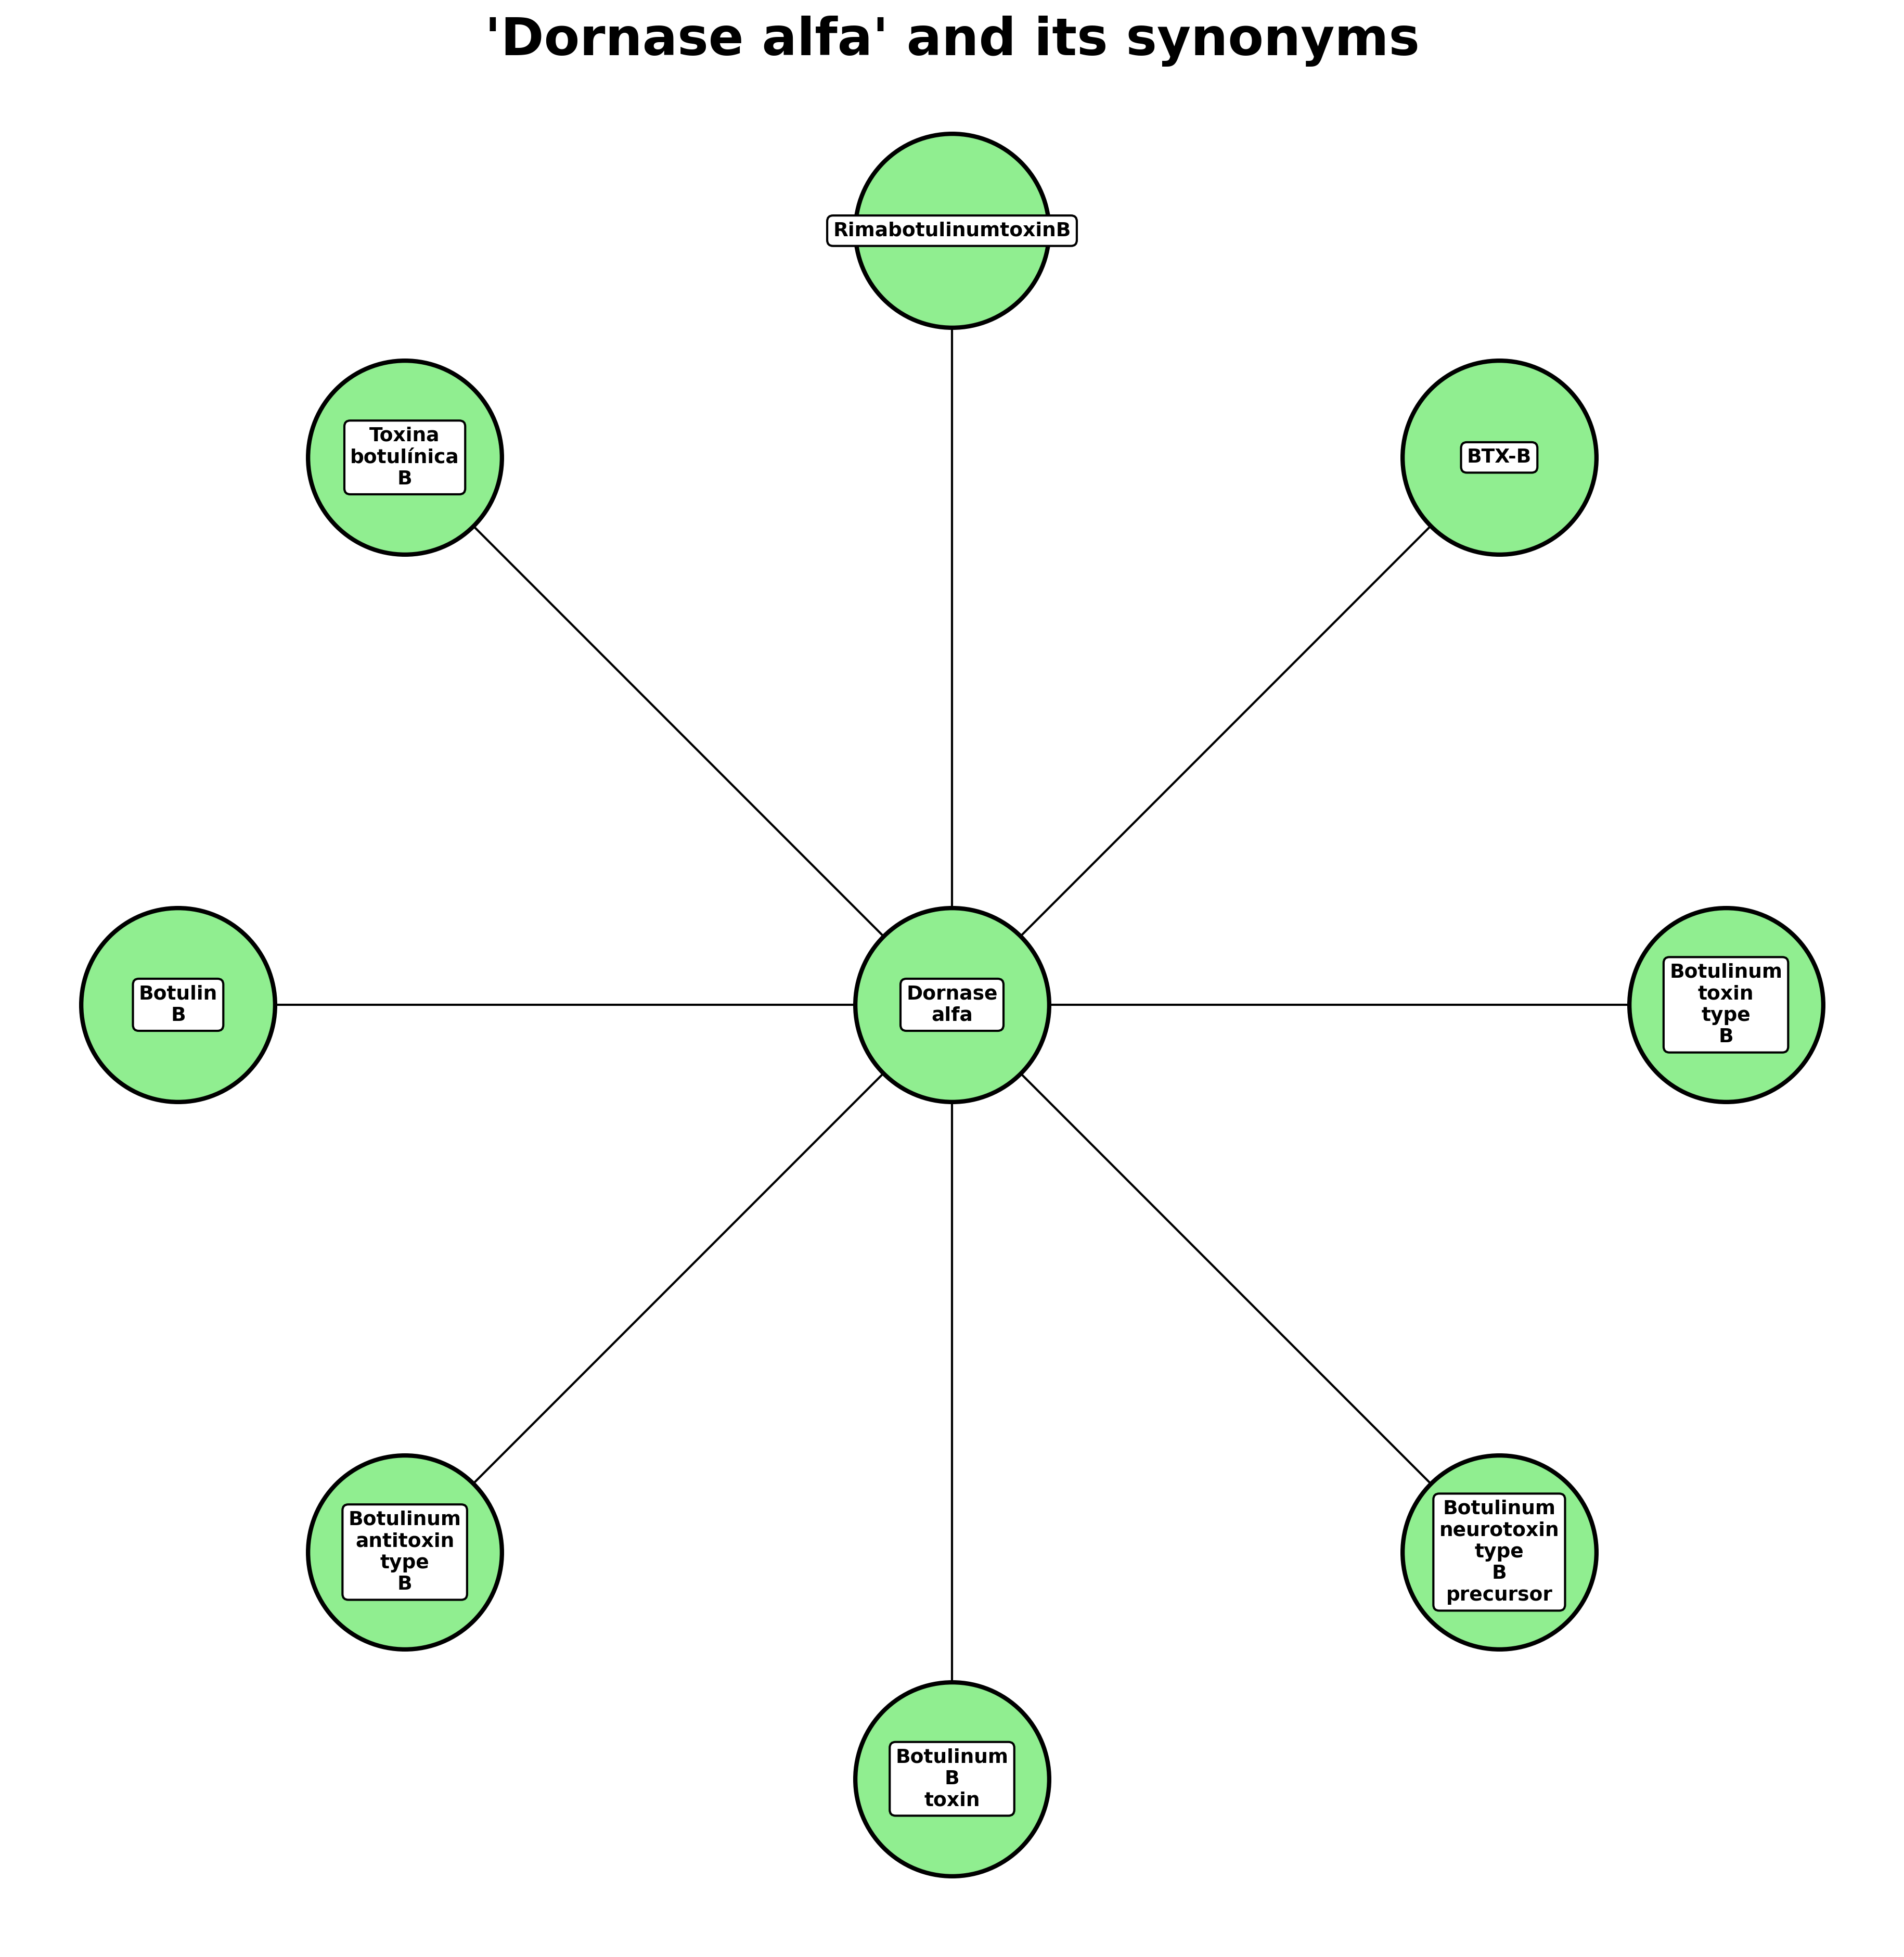 'Dornase alfa' and its synonyms
RimabotulinumtoxinB
Toxina
botulínica
B
BTX-B
Botulin
B
Dornase
alfa
Botulinum
toxin
type
B
Botulinum
antitoxin
type
B
Botulinum
neurotoxin
type
B
precursor
Botulinum
B
toxin